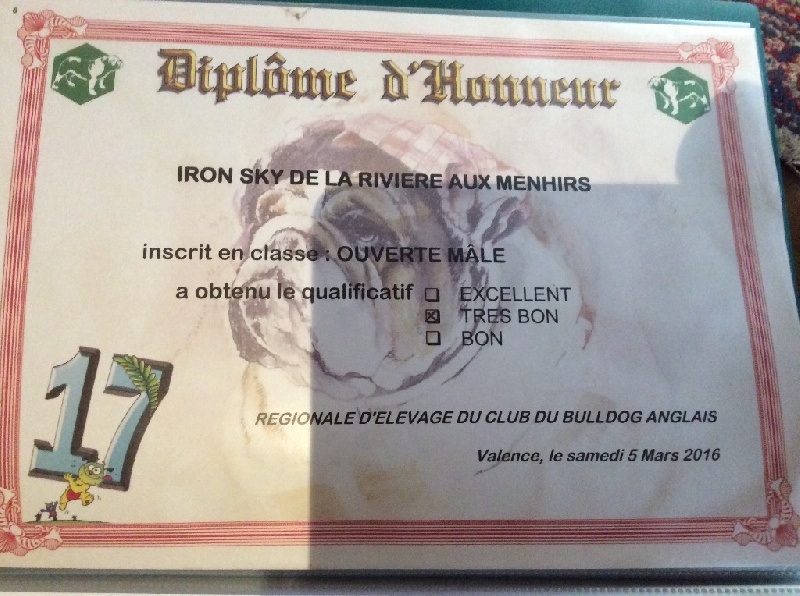 Diplôme d'Honneur
IRON SKY DE LA RIVIERE AUX MENHIRS
inscrit en classe : OUVERTE MÂLE
a obtenu le qualificatif ❑ EXCELLENT
☒ TRES BON
❑ BON
17
REGIONALE D'ELEVAGE DU CLUB DU BULLDOG ANGLAIS
Valence, le samedi 5 Mars 2016